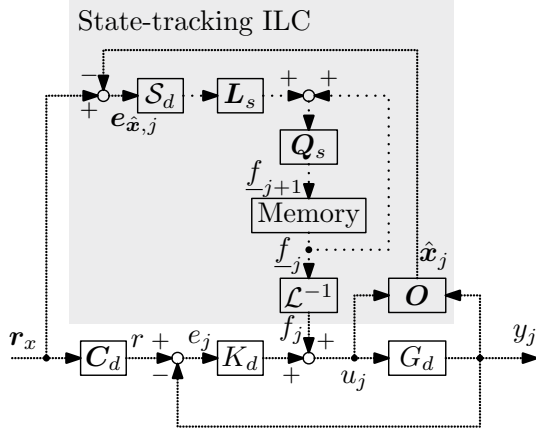 State-tracking ILC
− +
𝒆_{𝒙̂,j}
𝒮_d
𝑳_s
+ +
𝑸_s
f_{j+1}
Memory
f_j
ℒ⁻¹
𝒙̂_j
𝑶
𝒓_x
𝑪_d
r + −
e_j
K_d
f_j
+ +
u_j
G_d
y_j